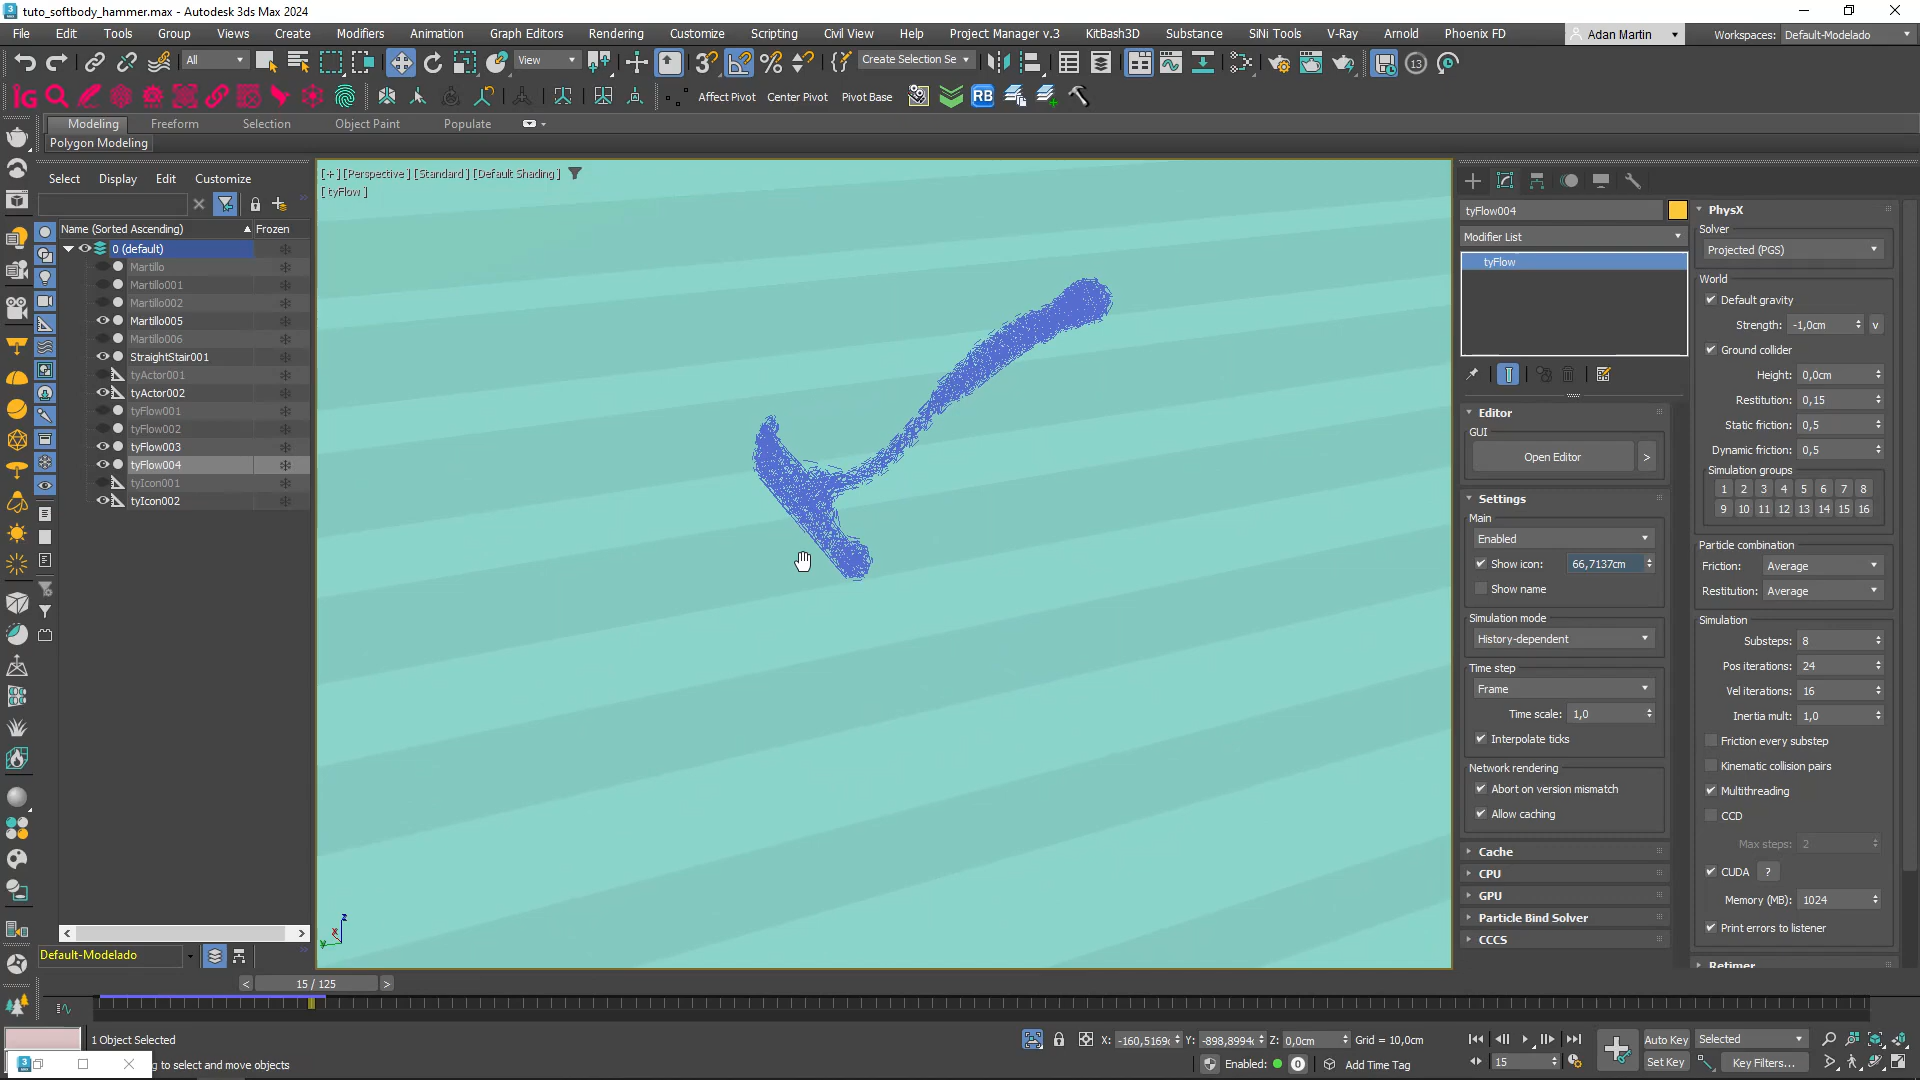 tuto_softbody_hammer.max - Autodesk 3ds Max 2024
File Edit Tools Group Views Create Modifiers Animation Graph Editors Rendering Customize Scripting Civil View Help Project Manager v.3 KitBash3D Substance SiNi Tools V-Ray Arnold Phoenix FD Adan Martin Workspaces: Default-Modelado
All View Create Selection Se 13
Affect Pivot Center Pivot Pivot Base RB
Modeling Freeform Selection Object Paint Populate
Polygon Modeling
Select Display Edit Customize
Name (Sorted Ascending) Frozen
0 (default)
Martillo
Martillo001
Martillo002
Martillo005
Martillo006
StraightStair001
tyActor001
tyActor002
tyFlow001
tyFlow002
tyFlow003
tyFlow004
tyIcon001
tyIcon002
Default-Modelado
[+] [Perspective] [Standard] [Default Shading]
[tyFlow]
z
x
y
tyFlow004
Modifier List
tyFlow
Editor
GUI
Open Editor >
Settings
Main
Enabled
Show icon: 66,7137cm
Show name
Simulation mode
History-dependent
Time step
Frame
Time scale: 1,0
Interpolate ticks
Network rendering
Abort on version mismatch
Allow caching
Cache
CPU
GPU
Particle Bind Solver
CCCS
PhysX
Solver
Projected (PGS)
World
Default gravity
Strength: -1,0cm v
Ground collider
Height: 0,0cm
Restitution: 0,15
Static friction: 0,5
Dynamic friction: 0,5
Simulation groups
1 2 3 4 5 6 7 8
9 10 11 12 13 14 15 16
Particle combination
Friction: Average
Restitution: Average
Simulation
Substeps: 8
Pos iterations: 24
Vel iterations: 16
Inertia mult: 1,0
Friction every substep
Kinematic collision pairs
Multithreading
CCD
Max steps: 2
CUDA ?
Memory (MB): 1024
Print errors to listener
Retimer
< 15 / 125 >
1 Object Selected
g to select and move objects
X: -160,5169c Y: -898,8994c Z: 0,0cm Grid = 10,0cm
Enabled: 0 Add Time Tag
15
Auto Key Selected
Set Key Key Filters...